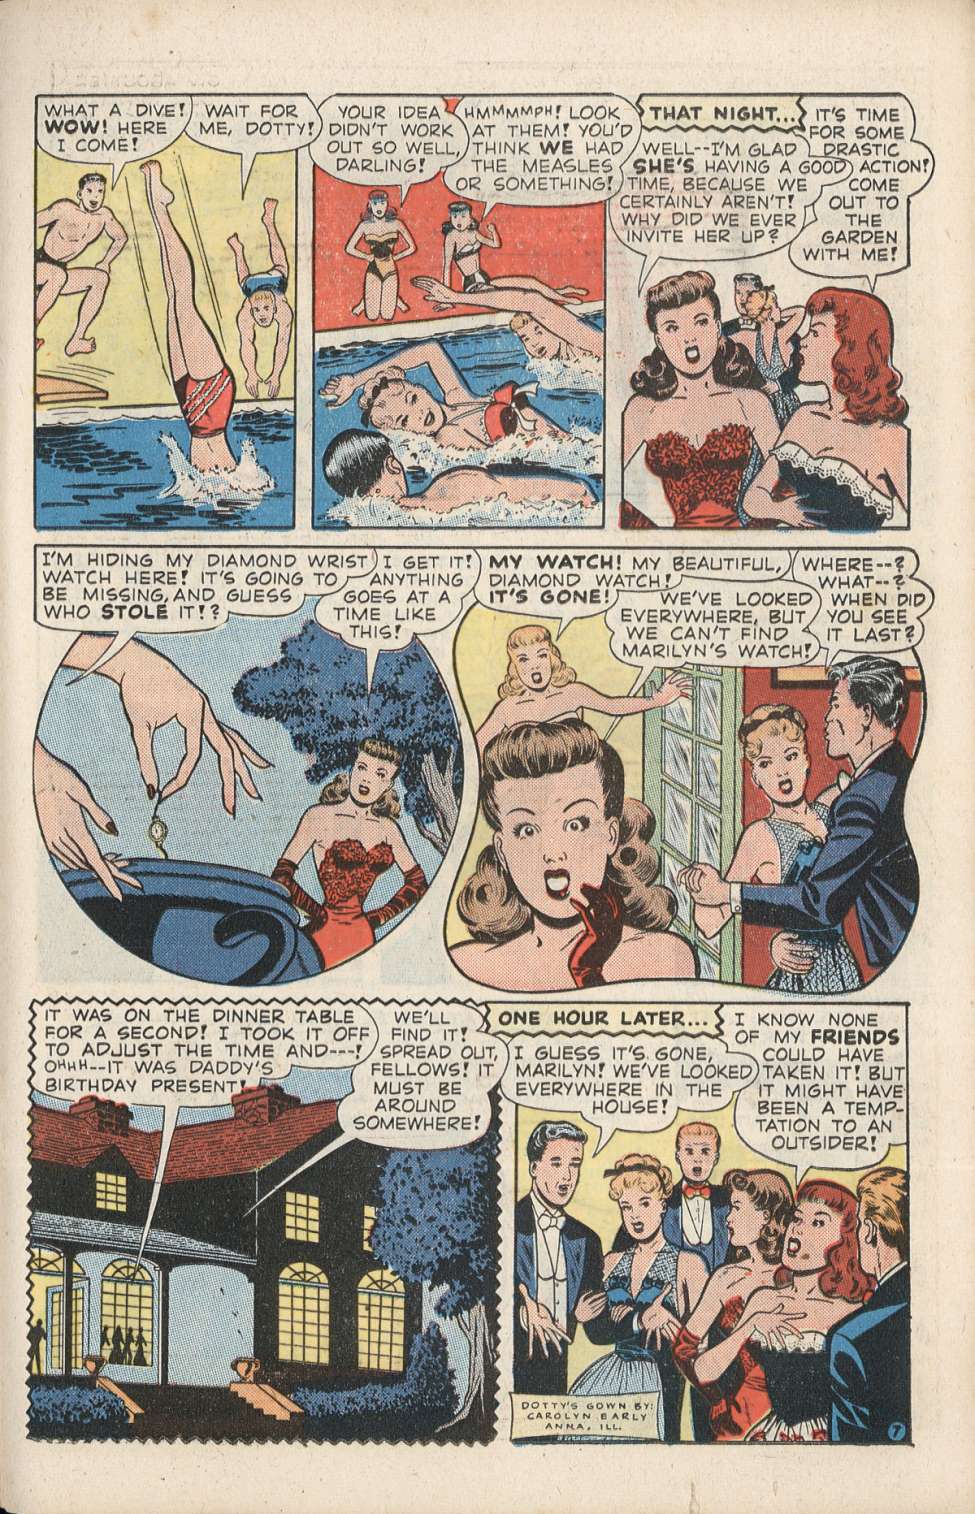 WHAT A DIVE!
WOW! HERE
I COME!
WAIT FOR
ME, DOTTY!
YOUR IDEA
DIDN'T WORK
OUT SO WELL,
DARLING!
HMMMMPH! LOOK
AT THEM! YOU'D
THINK WE HAD
THE MEASLES
OR SOMETHING!
THAT NIGHT...
WELL--I'M GLAD
SHE'S HAVING A GOOD
TIME, BECAUSE WE
CERTAINLY AREN'T!
WHY DID WE EVER
INVITE HER UP?
IT'S TIME
FOR SOME
DRASTIC
ACTION!
COME
OUT TO
THE
GARDEN
WITH ME!
I'M HIDING MY DIAMOND WRIST
WATCH HERE! IT'S GOING TO
BE MISSING, AND GUESS
WHO STOLE IT!?
I GET IT!
ANYTHING
GOES AT A
TIME LIKE
THIS!
MY WATCH! MY BEAUTIFUL,
DIAMOND WATCH!
IT'S GONE!
WE'VE LOOKED
EVERYWHERE, BUT
WE CAN'T FIND
MARILYN'S WATCH!
WHERE--?
WHAT--?
WHEN DID
YOU SEE
IT LAST?
IT WAS ON THE DINNER TABLE
FOR A SECOND! I TOOK IT OFF
TO ADJUST THE TIME AND---!
OHHH--IT WAS DADDY'S
BIRTHDAY PRESENT!
WE'LL
FIND IT!
SPREAD OUT,
FELLOWS! IT
MUST BE
AROUND
SOMEWHERE!
ONE HOUR LATER...
I GUESS IT'S GONE,
MARILYN! WE'VE LOOKED
EVERYWHERE IN THE
HOUSE!
I KNOW NONE
OF MY FRIENDS
COULD HAVE
TAKEN IT! BUT
IT MIGHT HAVE
BEEN A TEMP-
TATION TO AN
OUTSIDER!
DOTTY'S GOWN BY:
CAROLYN EARLY
ANNA, ILL.
7